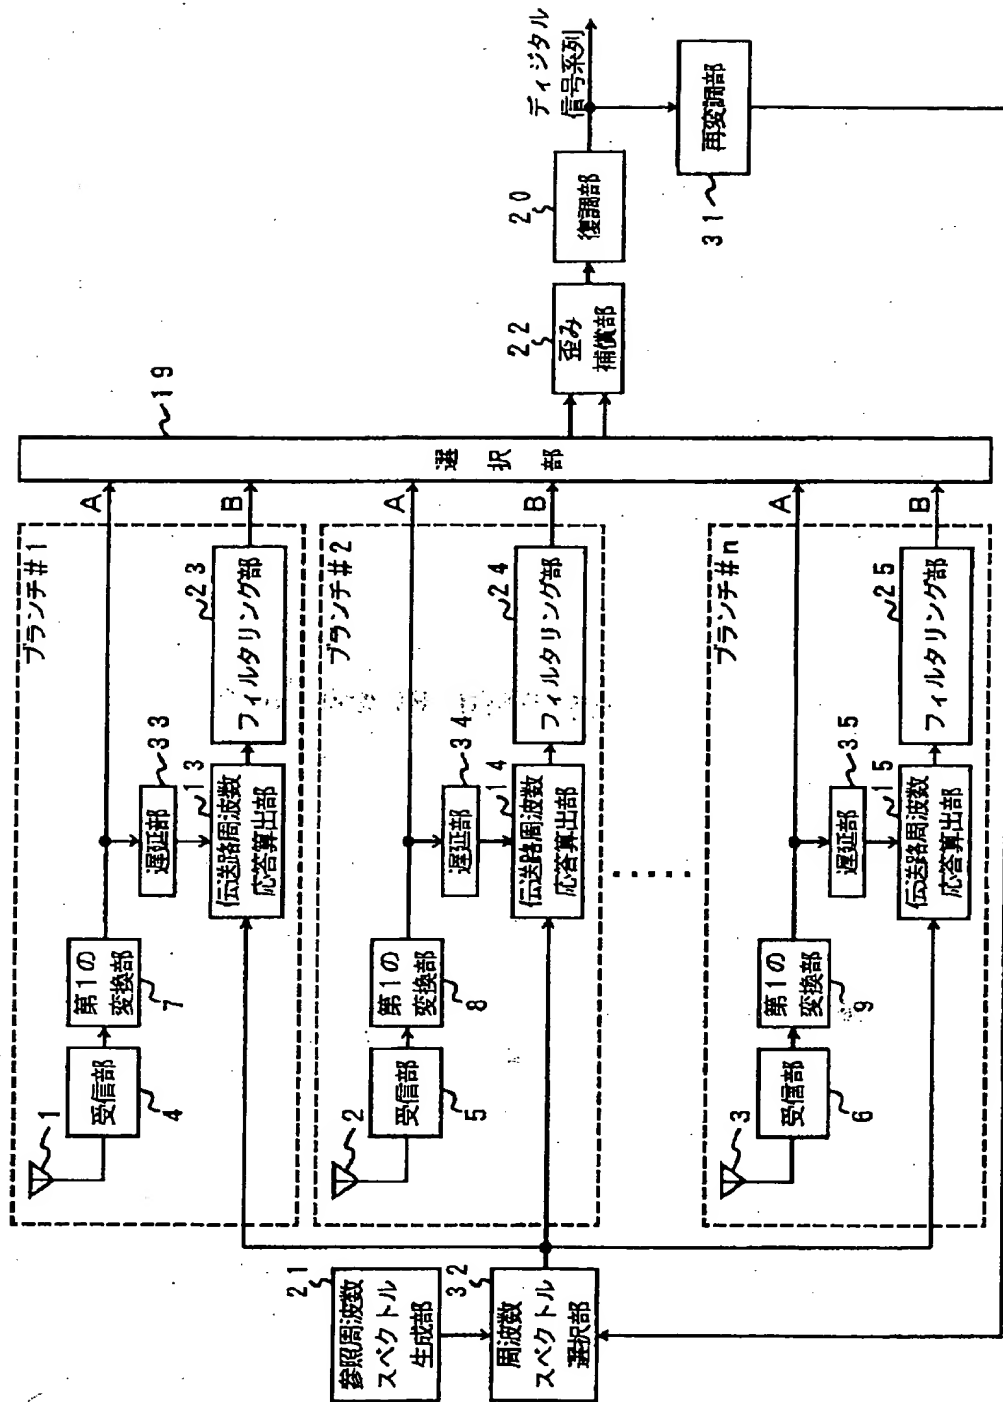 ブランチ#1
1
受信部
4
第1の
変換部
7
遅延部
33
伝送路周波数
応答算出部
13
フィルタリング部
23
A
B
ブランチ#2
2
受信部
5
第1の
変換部
8
遅延部
34
伝送路周波数
応答算出部
14
フィルタリング部
24
A
B
ブランチ#n
3
受信部
6
第1の
変換部
9
遅延部
35
伝送路周波数
応答算出部
15
フィルタリング部
25
A
B
参照周波数
スペクトル
生成部
21
周波数
スペクトル
選択部
32
選択部
19
歪み
補償部
22
復調部
20
ディジタル
信号系列
再変調部
31